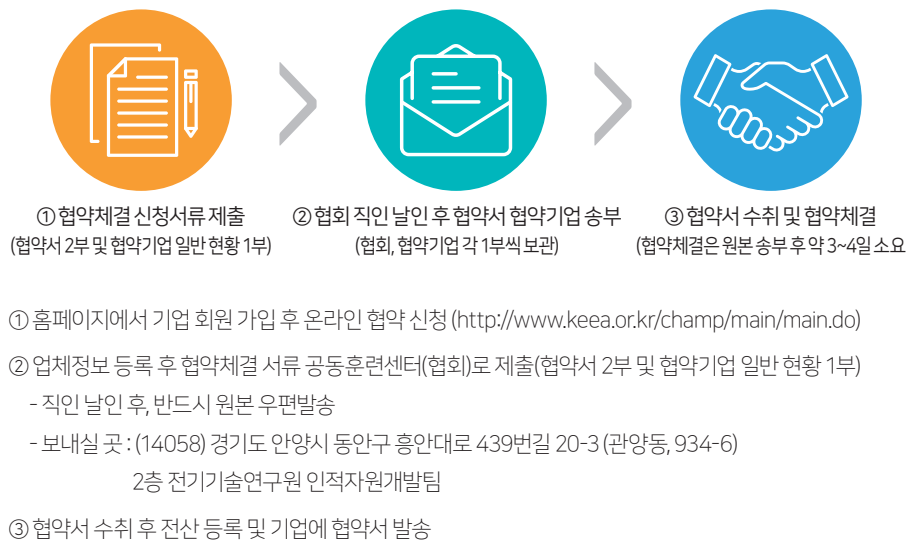 ① 협약체결 신청서류 제출
(협약서 2부 및 협약기업 일반 현황 1부)
② 협회 직인 날인 후 협약서 협약기업 송부
(협회, 협약기업 각 1부씩 보관)
③ 협약서 수취 및 협약체결
(협약체결은 원본 송부 후 약 3~4일 소요
① 홈페이지에서 기업 회원 가입 후 온라인 협약 신청 (http://www.keea.or.kr/champ/main/main.do)
② 업체정보 등록 후 협약체결 서류 공동훈련센터(협회)로 제출(협약서 2부 및 협약기업 일반 현황 1부)
- 직인 날인 후, 반드시 원본 우편발송
- 보내실 곳 : (14058) 경기도 안양시 동안구 흥안대로 439번길 20-3 (관양동, 934-6)
2층 전기기술연구원 인적자원개발팀
③ 협약서 수취 후 전산 등록 및 기업에 협약서 발송